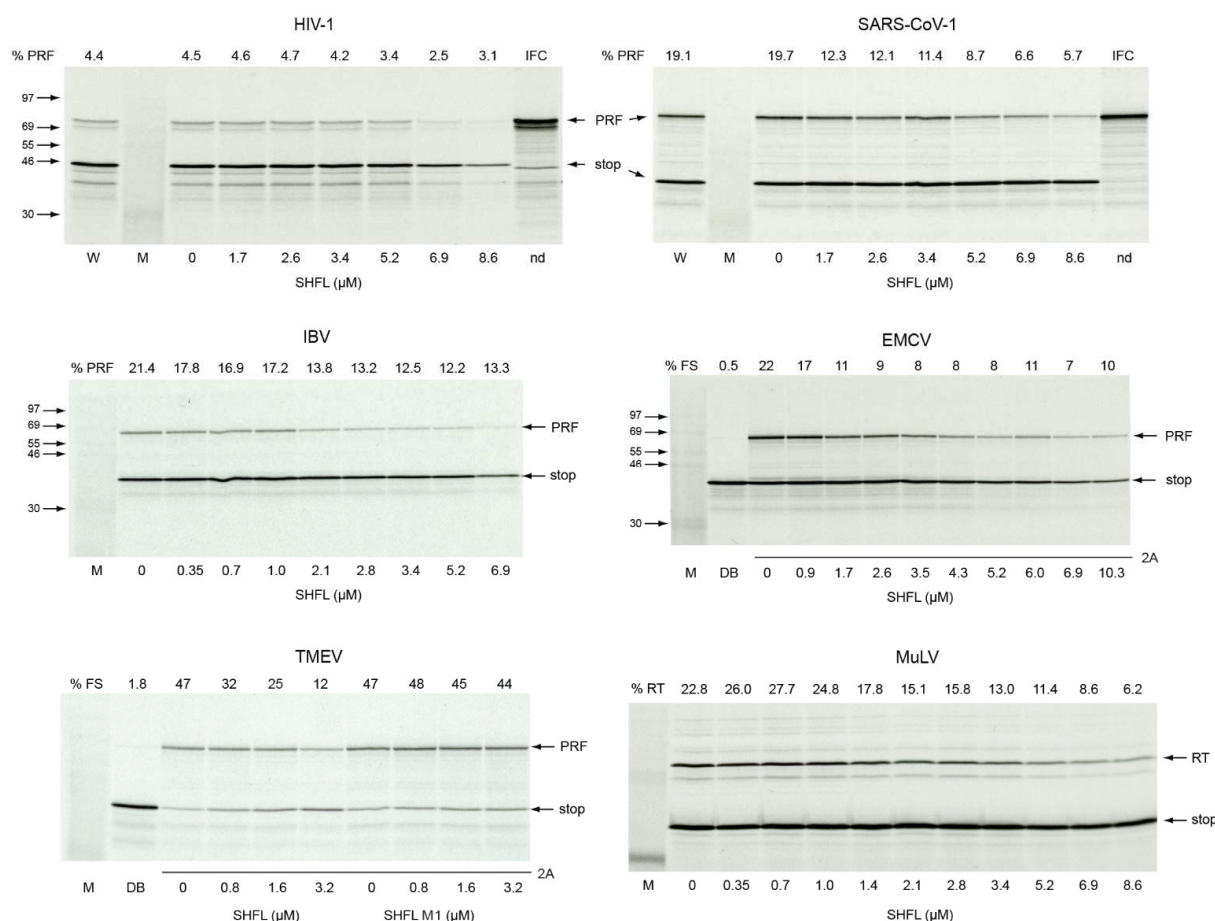 HIV-1
% PRF 4.4 4.5 4.6 4.7 4.2 3.4 2.5 3.1 IFC
97
69
55
46
30
PRF
stop
W M 0 1.7 2.6 3.4 5.2 6.9 8.6 nd
SHFL (µM)
SARS-CoV-1
% PRF 19.1 19.7 12.3 12.1 11.4 8.7 6.6 5.7 IFC
W M 0 1.7 2.6 3.4 5.2 6.9 8.6 nd
SHFL (µM)
IBV
% PRF 21.4 17.8 16.9 17.2 13.8 13.2 12.5 12.2 13.3
97
69
55
46
30
PRF
stop
M 0 0.35 0.7 1.0 2.1 2.8 3.4 5.2 6.9
SHFL (µM)
EMCV
% FS 0.5 22 17 11 9 8 8 8 11 7 10
97
69
55
46
30
PRF
stop
2A
M DB 0 0.9 1.7 2.6 3.5 4.3 5.2 6.0 6.9 10.3
SHFL (µM)
TMEV
% FS 1.8 47 32 25 12 47 48 45 44
PRF
stop
2A
M DB 0 0.8 1.6 3.2 0 0.8 1.6 3.2
SHFL (µM) SHFL M1 (µM)
MuLV
% RT 22.8 26.0 27.7 24.8 17.8 15.1 15.8 13.0 11.4 8.6 6.2
RT
stop
M 0 0.35 0.7 1.0 1.4 2.1 2.8 3.4 5.2 6.9 8.6
SHFL (µM)